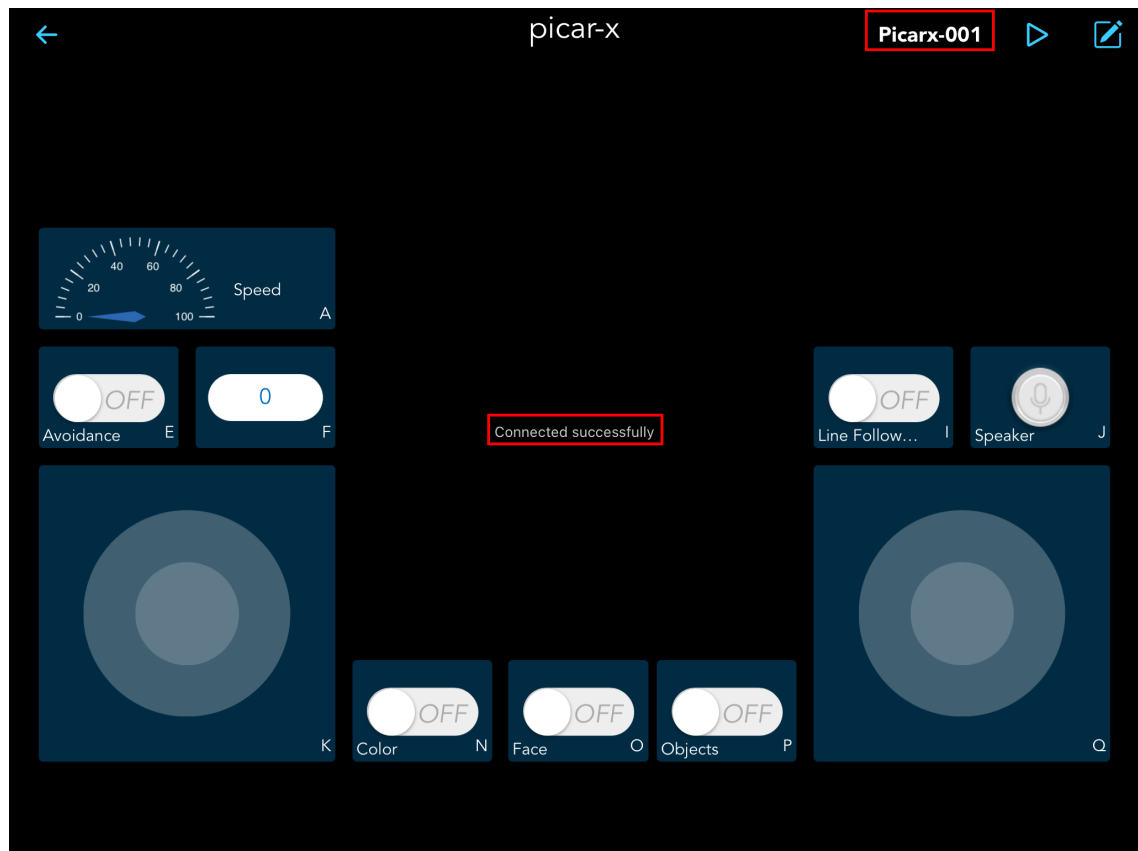 picar-x
Picarx-001
40 60
20 80
0 100
Speed
A
OFF
Avoidance E
0
F
Connected successfully
OFF
Line Follow... I
Speaker J
K
OFF
Color N
OFF
Face O
OFF
Objects P
Q